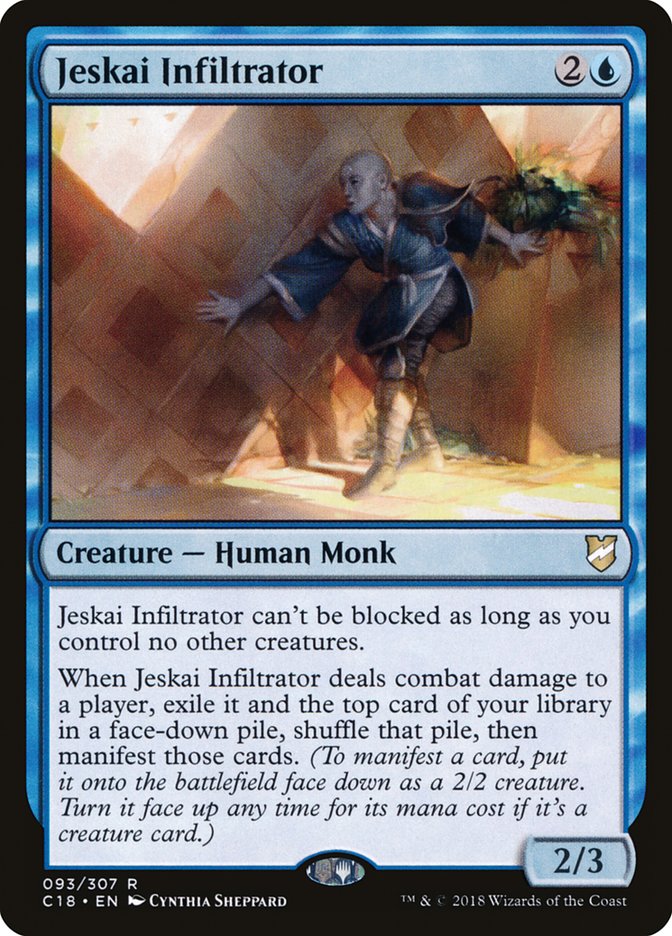 Jeskai Infiltrator 2
Creature — Human Monk
Jeskai Infiltrator can't be blocked as long as you
control no other creatures.
When Jeskai Infiltrator deals combat damage to
a player, exile it and the top card of your library
in a face-down pile, shuffle that pile, then
manifest those cards. (To manifest a card, put
it onto the battlefield face down as a 2/2 creature.
Turn it face up any time for its mana cost if it's a
creature card.)
2/3
093/307 R
C18 • EN Cynthia Sheppard ™ & © 2018 Wizards of the Coast